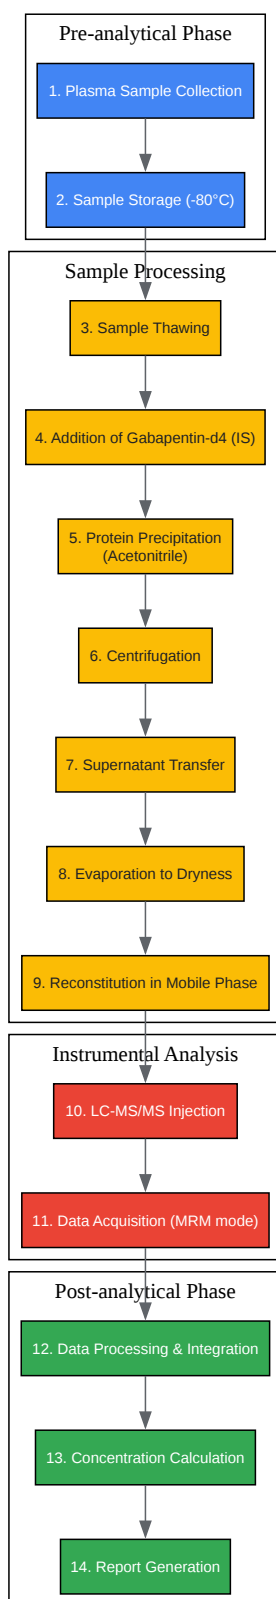 Pre-analytical Phase
1. Plasma Sample Collection
2. Sample Storage (-80°C)
Sample Processing
3. Sample Thawing
4. Addition of Gabapentin-d4 (IS)
5. Protein Precipitation
(Acetonitrile)
6. Centrifugation
7. Supernatant Transfer
8. Evaporation to Dryness
9. Reconstitution in Mobile Phase
Instrumental Analysis
10. LC-MS/MS Injection
11. Data Acquisition (MRM mode)
Post-analytical Phase
12. Data Processing & Integration
13. Concentration Calculation
14. Report Generation